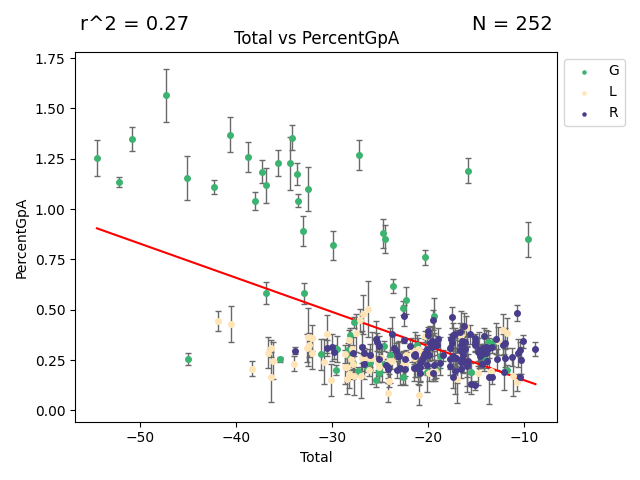 r^2 = 0.27
N = 252
Total vs PercentGpA
1.75
1.50
1.25
1.00
0.75
0.50
0.25
0.00
PercentGpA
−50
−40
−30
−20
−10
Total
G
L
R